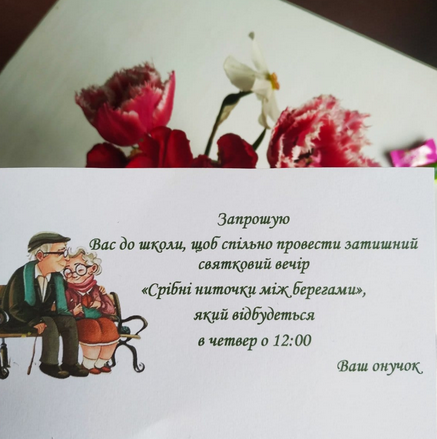 Запрошую
Вас до школи, щоб спільно провести затишний
святковий вечір
«Срібні ниточки між берегами»,
який відбудеться
в четвер о 12:00
Ваш онучок